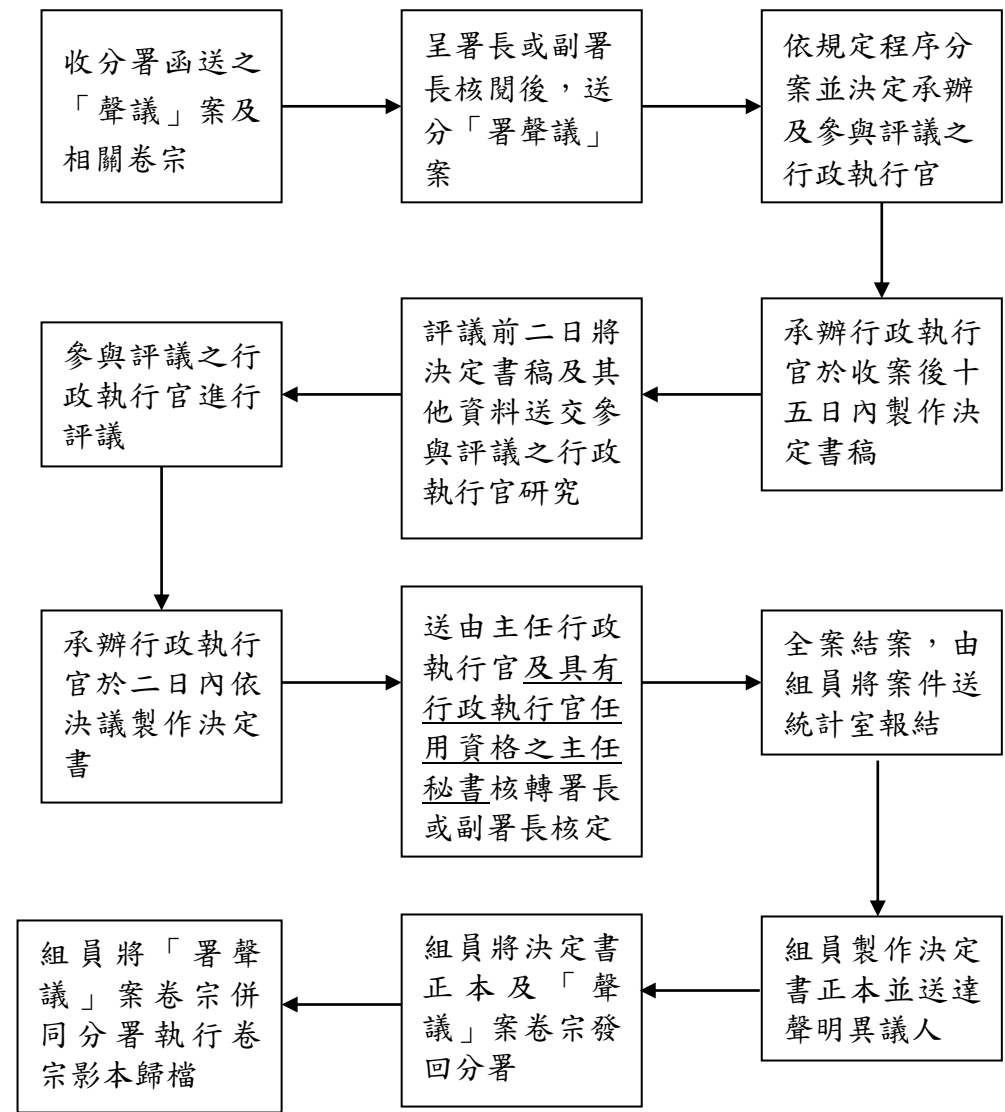 收分署函送之
「聲議」案及
相關卷宗
呈署長或副署
長核閱後，送
分「署聲議」
案
依規定程序分
案並決定承辦
及參與評議之
行政執行官
承辦行政執行
官於收案後十
五日內製作決
定書稿
評議前二日將
決定書稿及其
他資料送交參
與評議之行政
執行官研究
參與評議之行
政執行官進行
評議
承辦行政執行
官於二日內依
決議製作決定
書
送由主任行政
執行官及具有
行政執行官任
用資格之主任
秘書核轉署長
或副署長核定
全案結案，由
組員將案件送
統計室報結
組員製作決定
書正本並送達
聲明異議人
組員將決定書
正本及「聲
議」案卷宗發
回分署
組員將「署聲
議」案卷宗併
同分署執行卷
宗影本歸檔